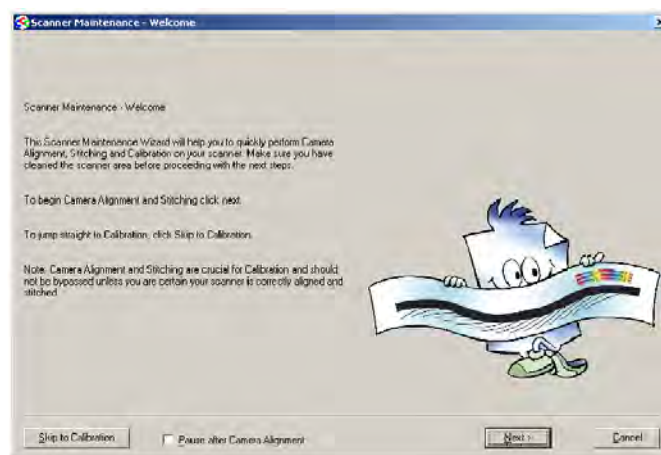 Scanner Maintenance - Welcome
Scanner Maintenance - Welcome
This Scanner Maintenance Wizard will help you to quickly perform Camera
Alignment, Stitching and Calibration on your scanner. Make sure you have
cleaned the scanner area before proceeding with the next steps.
To begin Camera Alignment and Stitching click next.
To jump straight to Calibration, click Skip to Calibration.
Note: Camera Alignment and Stitching are crucial for Calibration and should
not be bypassed unless you are certain your scanner is correctly aligned and
stitched.
Skip to Calibration
Pause after Camera Alignment
Next >
Cancel